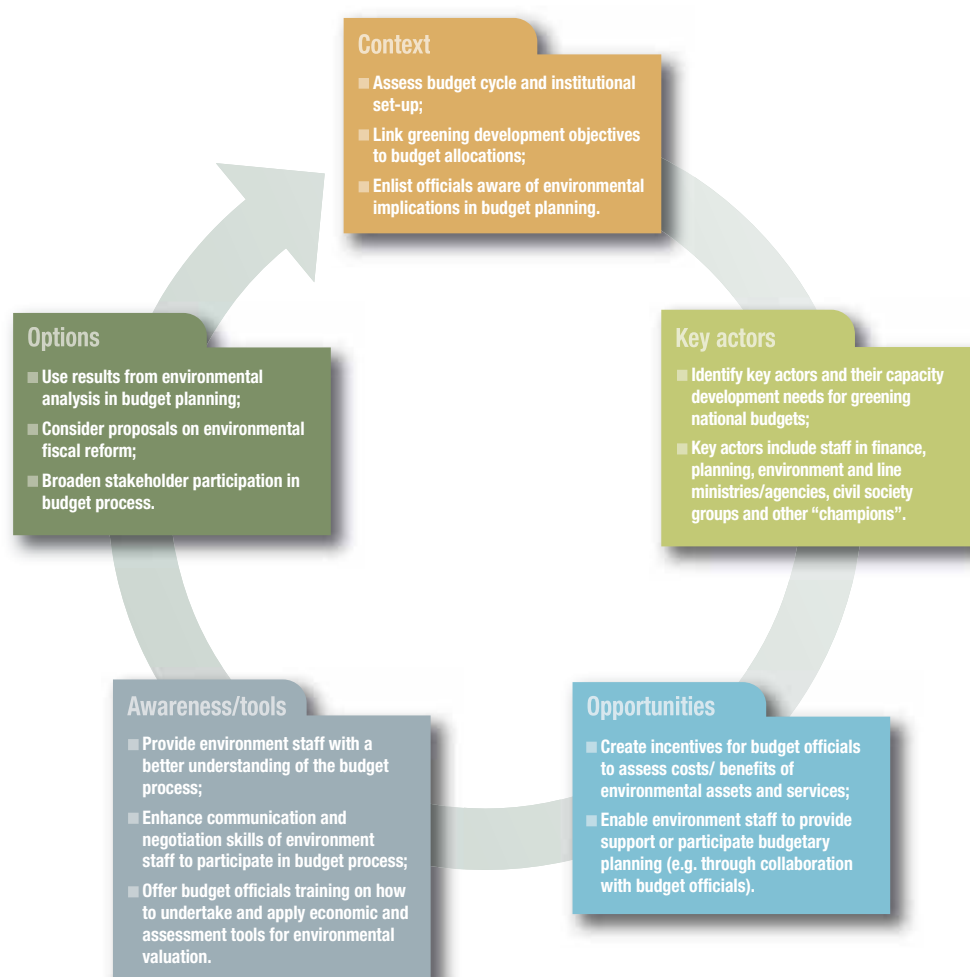 Context
Assess budget cycle and institutional
set-up;
Link greening development objectives
to budget allocations;
Enlist officials aware of environmental
implications in budget planning.
Key actors
Identify key actors and their capacity
development needs for greening
national budgets;
Key actors include staff in finance,
planning, environment and line
ministries/agencies, civil society
groups and other “champions”.
Opportunities
Create incentives for budget officials
to assess costs/ benefits of
environmental assets and services;
Enable environment staff to provide
support or participate budgetary
planning (e.g. through collaboration
with budget officials).
Awareness/tools
Provide environment staff with a
better understanding of the budget
process;
Enhance communication and
negotiation skills of environment
staff to participate in budget process;
Offer budget officials training on how
to undertake and apply economic and
assessment tools for environmental
valuation.
Options
Use results from environmental
analysis in budget planning;
Consider proposals on environmental
fiscal reform;
Broaden stakeholder participation in
budget process.